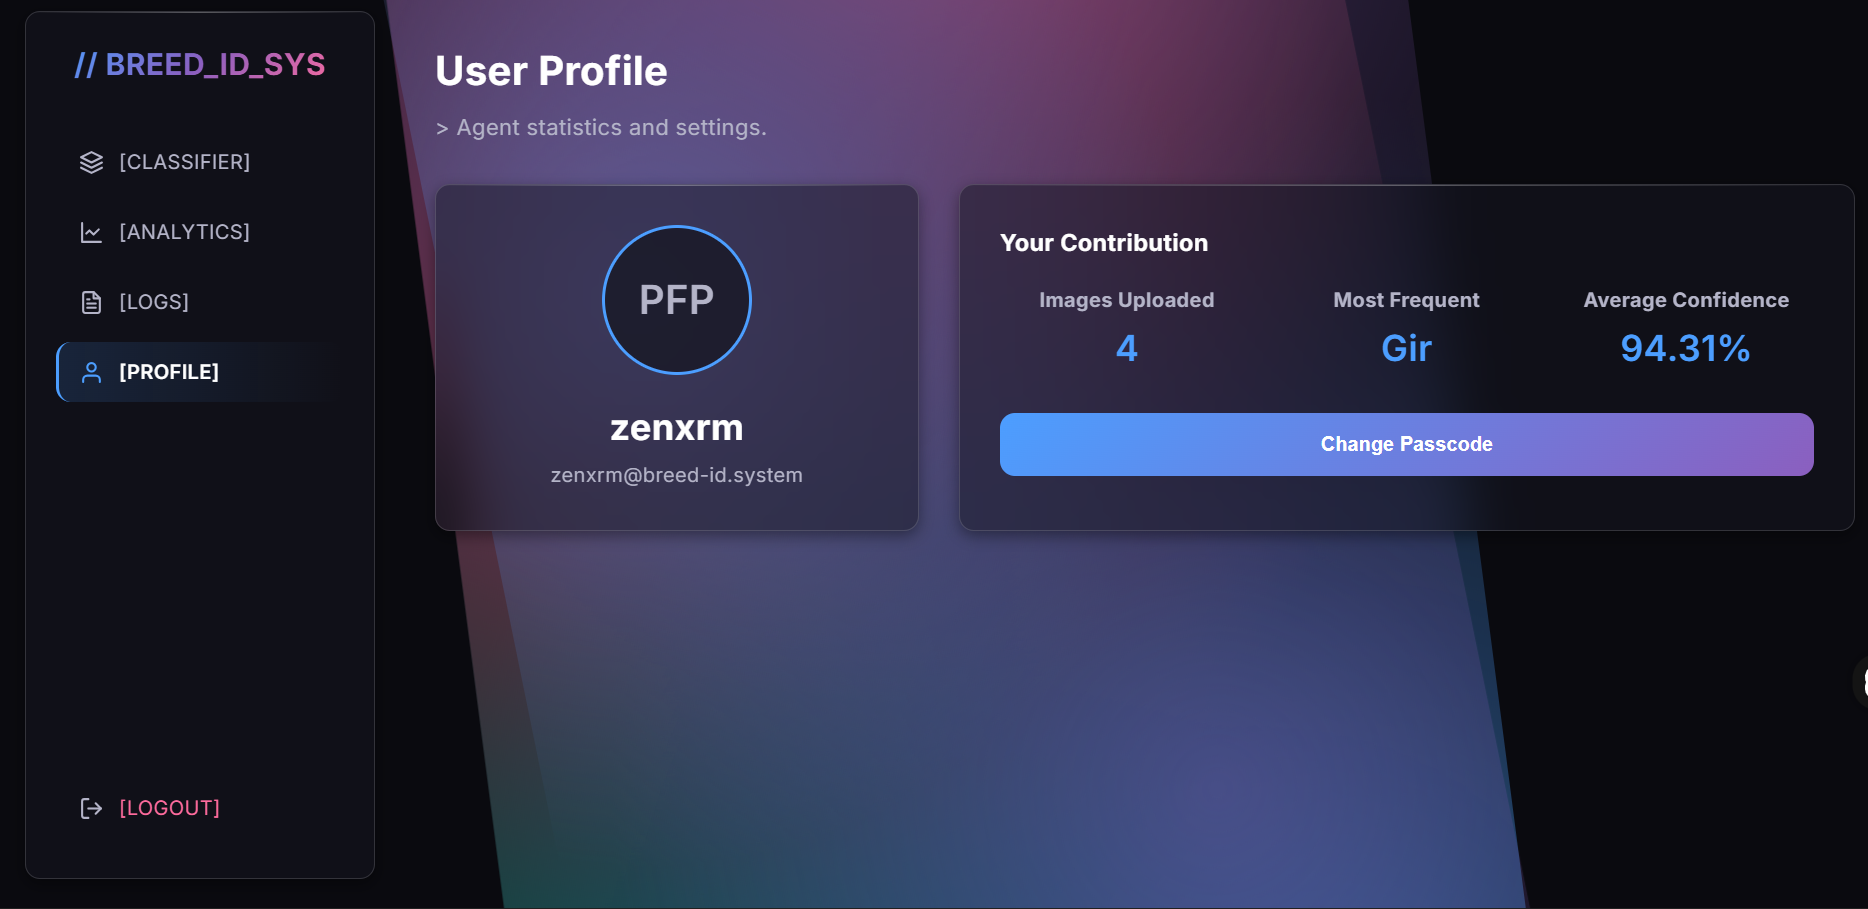 // BREED_ID_SYS
[CLASSIFIER]
[ANALYTICS]
[LOGS]
[PROFILE]
[LOGOUT]
User Profile
> Agent statistics and settings.
PFP
zenxrm
zenxrm@breed-id.system
Your Contribution
Images Uploaded
4
Most Frequent
Gir
Average Confidence
94.31%
Change Passcode